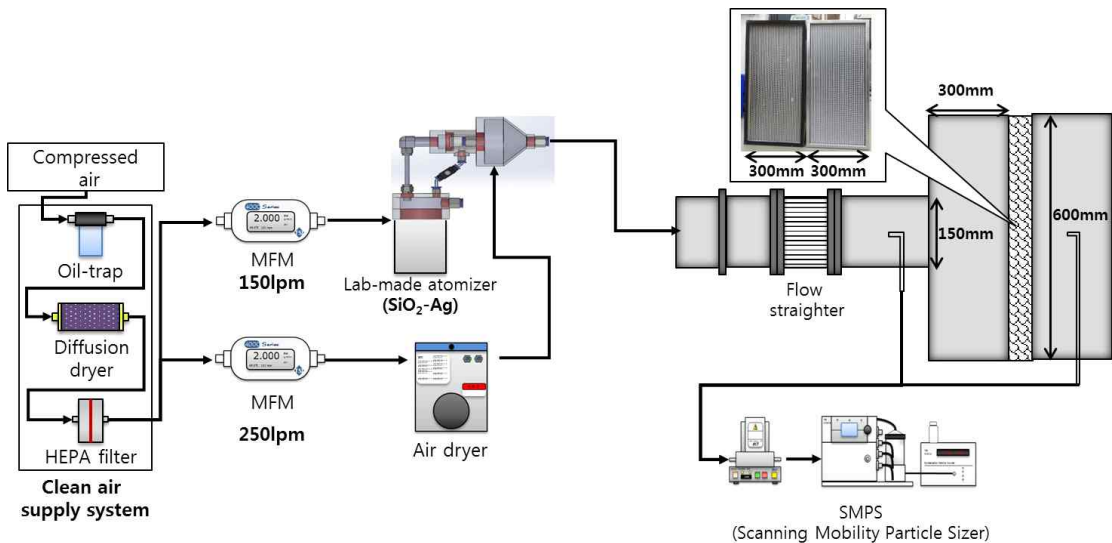 Compressed
air
Oil-trap
Diffusion
dryer
HEPA filter
Clean air
supply system
2.000
MFM
150lpm
2.000
MFM
250lpm
Lab-made atomizer
(SiO₂-Ag)
Air dryer
300mm
300mm
300mm
600mm
150mm
Flow
straighter
SMPS
(Scanning Mobility Particle Sizer)